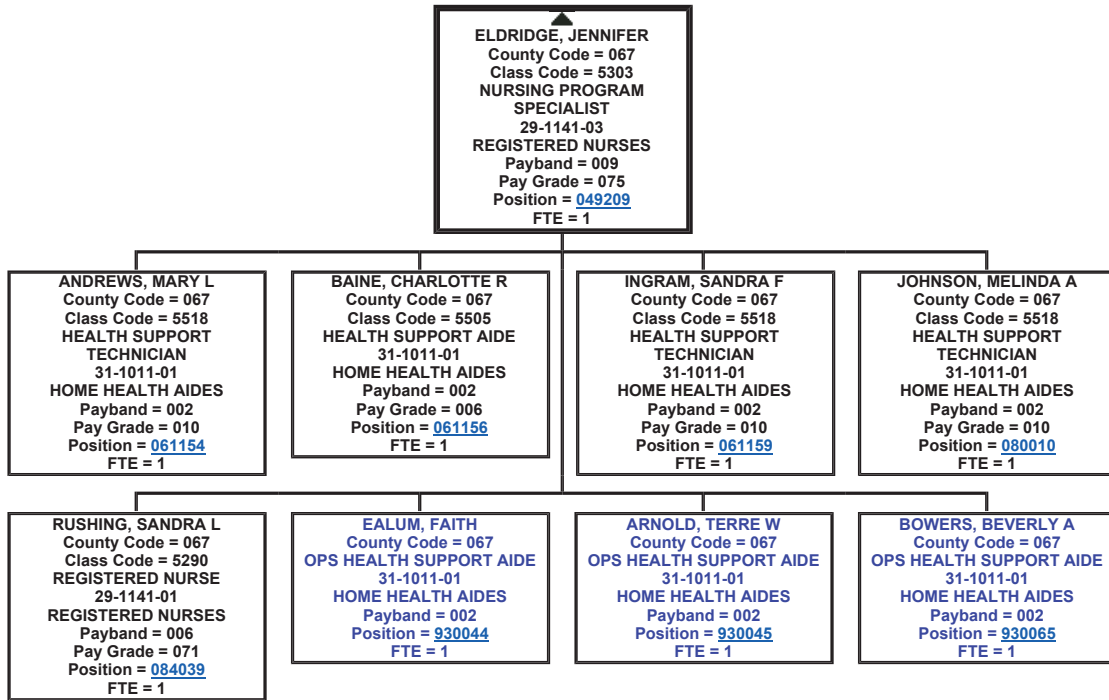 ELDRIDGE, JENNIFER
County Code = 067
Class Code = 5303
NURSING PROGRAM
SPECIALIST
29-1141-03
REGISTERED NURSES
Payband = 009
Pay Grade = 075
Position = 049209
FTE = 1
ANDREWS, MARY L
County Code = 067
Class Code = 5518
HEALTH SUPPORT
TECHNICIAN
31-1011-01
HOME HEALTH AIDES
Payband = 002
Pay Grade = 010
Position = 061154
FTE = 1
BAINE, CHARLOTTE R
County Code = 067
Class Code = 5505
HEALTH SUPPORT AIDE
31-1011-01
HOME HEALTH AIDES
Payband = 002
Pay Grade = 006
Position = 061156
FTE = 1
INGRAM, SANDRA F
County Code = 067
Class Code = 5518
HEALTH SUPPORT
TECHNICIAN
31-1011-01
HOME HEALTH AIDES
Payband = 002
Pay Grade = 010
Position = 061159
FTE = 1
JOHNSON, MELINDA A
County Code = 067
Class Code = 5518
HEALTH SUPPORT
TECHNICIAN
31-1011-01
HOME HEALTH AIDES
Payband = 002
Pay Grade = 010
Position = 080010
FTE = 1
RUSHING, SANDRA L
County Code = 067
Class Code = 5290
REGISTERED NURSE
29-1141-01
REGISTERED NURSES
Payband = 006
Pay Grade = 071
Position = 084039
FTE = 1
EALUM, FAITH
County Code = 067
OPS HEALTH SUPPORT AIDE
31-1011-01
HOME HEALTH AIDES
Payband = 002
Position = 930044
FTE = 1
ARNOLD, TERRE W
County Code = 067
OPS HEALTH SUPPORT AIDE
31-1011-01
HOME HEALTH AIDES
Payband = 002
Position = 930045
FTE = 1
BOWERS, BEVERLY A
County Code = 067
OPS HEALTH SUPPORT AIDE
31-1011-01
HOME HEALTH AIDES
Payband = 002
Position = 930065
FTE = 1